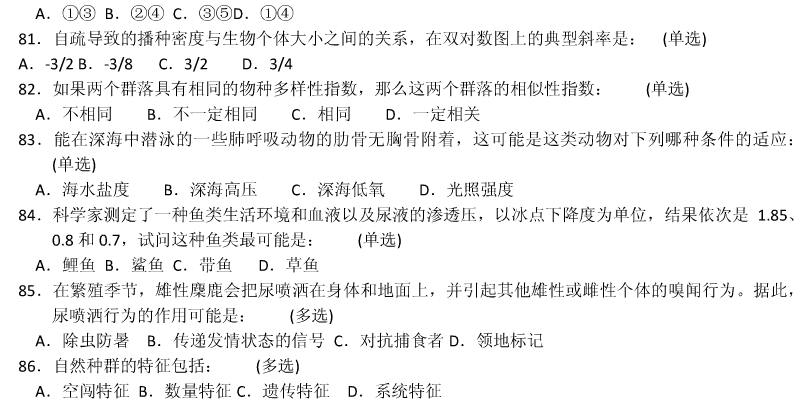 A．①③ B．②④ C．③⑤D．①④
81．自疏导致的播种密度与生物个体大小之间的关系，在双对数图上的典型斜率是： (单选)
A．-3/2 B．-3/8 C．3/2 D．3/4
82．如果两个群落具有相同的物种多样性指数，那么这两个群落的相似性指数： (单选)
A．不相同 B．不一定相同 C．相同 D．一定相关
83．能在深海中潜泳的一些肺呼吸动物的肋骨无胸骨附着，这可能是这类动物对下列哪种条件的适应：
(单选)
A．海水盐度 B．深海高压 C．深海低氧 D．光照强度
84．科学家测定了一种鱼类生活环境和血液以及尿液的渗透压，以冰点下降度为单位，结果依次是 1.85、
0.8 和 0.7，试问这种鱼类最可能是： (单选)
A．鲤鱼 B．鲨鱼 C．带鱼 D．草鱼
85．在繁殖季节，雄性麋鹿会把尿喷洒在身体和地面上，并引起其他雄性或雌性个体的嗅闻行为。据此，
尿喷洒行为的作用可能是： (多选)
A．除虫防暑 B．传递发情状态的信号 C．对抗捕食者 D．领地标记
86．自然种群的特征包括： (多选)
A．空间特征 B．数量特征 C．遗传特征 D．系统特征